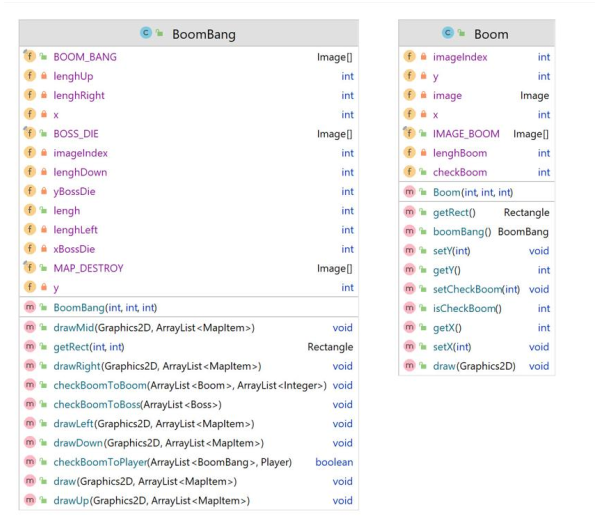 BoomBang
BOOM_BANG Image[]
lenghUp int
lenghRight int
x int
BOSS_DIE Image[]
imageIndex int
lenghDown int
yBossDie int
lengh int
lenghLeft int
xBossDie int
MAP_DESTROY Image[]
y int
BoomBang(int, int, int)
drawMid(Graphics2D, ArrayList<MapItem>) void
getRect(int, int) Rectangle
drawRight(Graphics2D, ArrayList<MapItem>) void
checkBoomToBoom(ArrayList<Boom>, ArrayList<Integer>) void
checkBoomToBoss(ArrayList<Boss>) void
drawLeft(Graphics2D, ArrayList<MapItem>) void
drawDown(Graphics2D, ArrayList<MapItem>) void
checkBoomToPlayer(ArrayList<BoomBang>, Player) boolean
draw(Graphics2D, ArrayList<MapItem>) void
drawUp(Graphics2D, ArrayList<MapItem>) void
Boom
imageIndex int
y int
image Image
x int
IMAGE_BOOM Image[]
lenghBoom int
checkBoom int
Boom(int, int, int)
getRect() Rectangle
boomBang() BoomBang
setY(int) void
getY() int
setCheckBoom(int) void
isCheckBoom() int
getX() int
setX(int) void
draw(Graphics2D) void